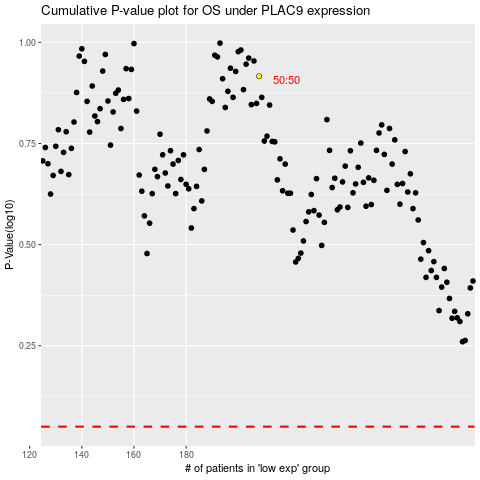 Cumulative P-value plot for OS under PLAC9 expression
1.00
50:50
0.75
P-Value(log10)
0.50
0.25
120 140 160 180
# of patients in 'low exp' group